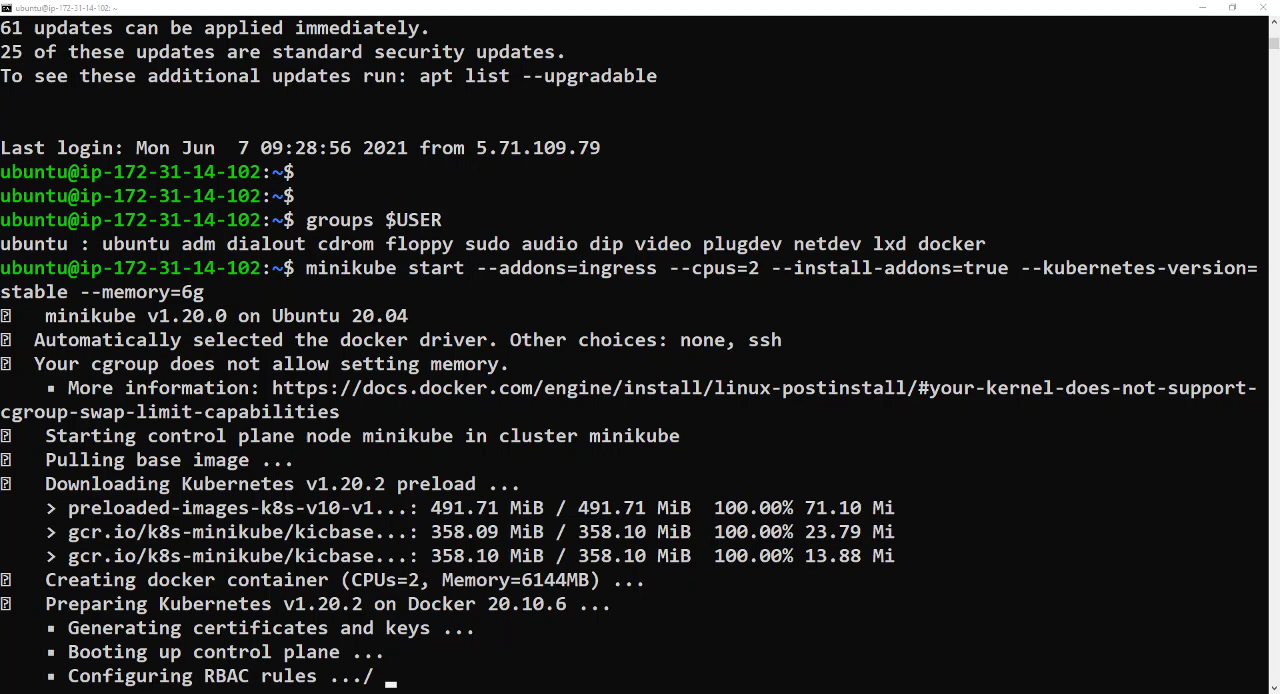 ubuntu@ip-172-31-14-102: ~
61 updates can be applied immediately.
25 of these updates are standard security updates.
To see these additional updates run: apt list --upgradable
Last login: Mon Jun  7 09:28:56 2021 from 5.71.109.79
ubuntu@ip-172-31-14-102:~$
ubuntu@ip-172-31-14-102:~$
ubuntu@ip-172-31-14-102:~$ groups $USER
ubuntu : ubuntu adm dialout cdrom floppy sudo audio dip video plugdev netdev lxd docker
ubuntu@ip-172-31-14-102:~$ minikube start --addons=ingress --cpus=2 --install-addons=true --kubernetes-version=
stable --memory=6g
minikube v1.20.0 on Ubuntu 20.04
Automatically selected the docker driver. Other choices: none, ssh
Your cgroup does not allow setting memory.
▪ More information: https://docs.docker.com/engine/install/linux-postinstall/#your-kernel-does-not-support-
cgroup-swap-limit-capabilities
Starting control plane node minikube in cluster minikube
Pulling base image ...
Downloading Kubernetes v1.20.2 preload ...
> preloaded-images-k8s-v10-v1...: 491.71 MiB / 491.71 MiB  100.00% 71.10 Mi
> gcr.io/k8s-minikube/kicbase...: 358.09 MiB / 358.10 MiB  100.00% 23.79 Mi
> gcr.io/k8s-minikube/kicbase...: 358.10 MiB / 358.10 MiB  100.00% 13.88 Mi
Creating docker container (CPUs=2, Memory=6144MB) ...
Preparing Kubernetes v1.20.2 on Docker 20.10.6 ...
▪ Generating certificates and keys ...
▪ Booting up control plane ...
▪ Configuring RBAC rules .../